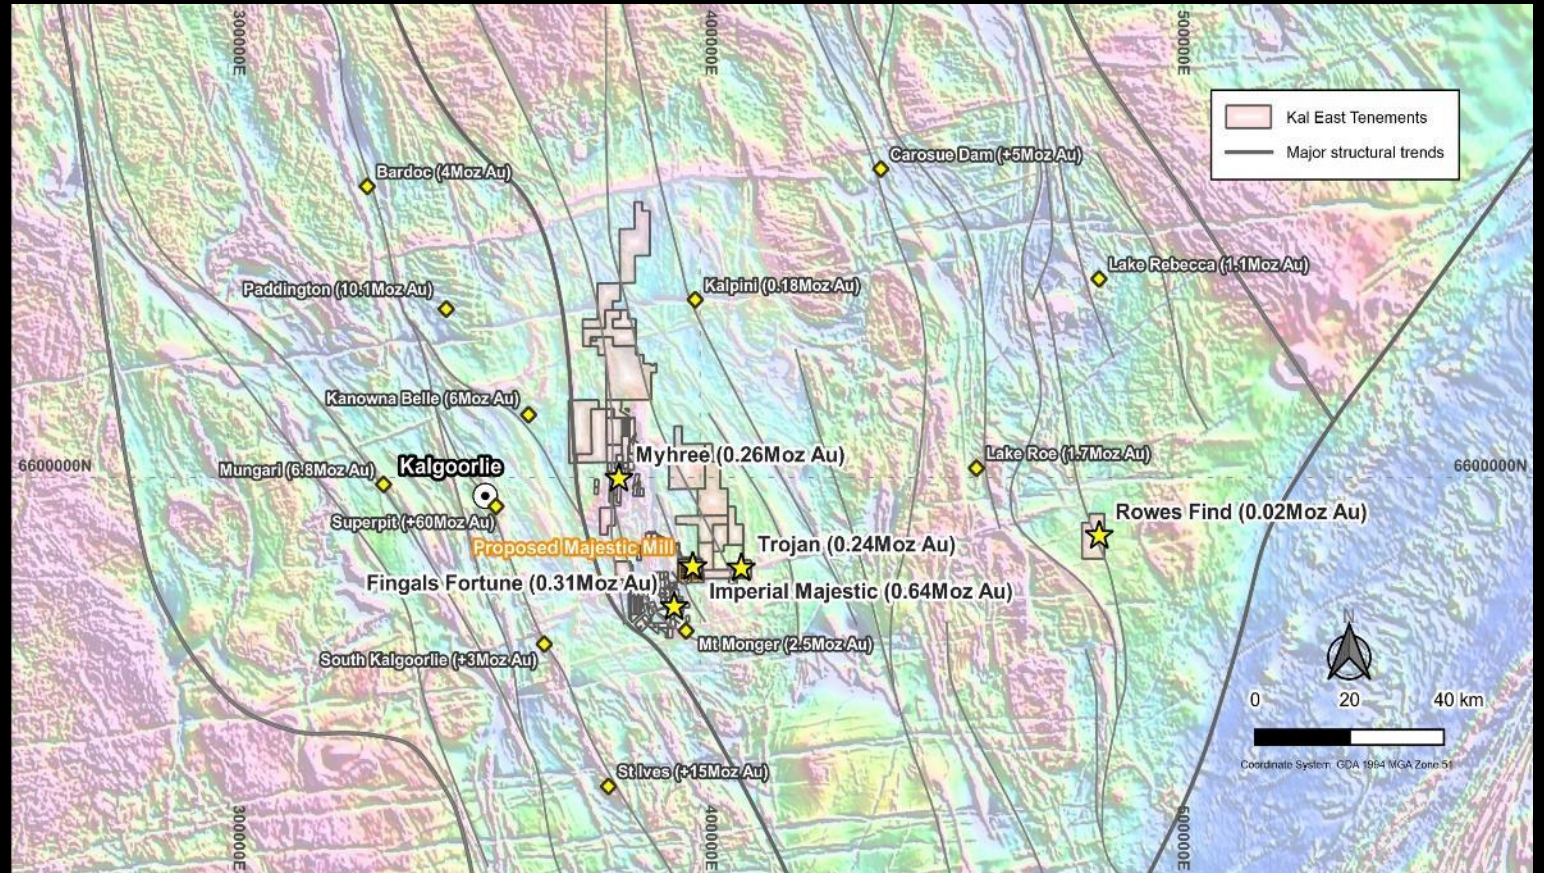 300000E
400000E
500000E
Kal East Tenements
Major structural trends
Carosue Dam (+5Moz Au)
Bardoc (4Moz Au)
Lake Rebecca (1.1Moz Au)
Kalpini (0.18Moz Au)
Paddington (10.1Moz Au)
Kanowna Belle (6Moz Au)
Myhree (0.26Moz Au)
Lake Roe (1.7Moz Au)
6600000N
Mungari (6.8Moz Au)
Kalgoorlie
6600000N
Rowes Find (0.02Moz Au)
Superpit (+60Moz Au)
Proposed Majestic Mill
Trojan (0.24Moz Au)
Fingals Fortune (0.31Moz Au)
Imperial Majestic (0.64Moz Au)
N
Mt Monger (2.5Moz Au)
South Kalgoorlie (+3Moz Au)
0 20 40 km
Coordinate System: GDA 1994 MGA Zone 51
St Ives (+15Moz Au)
300000E
400000E
500000E